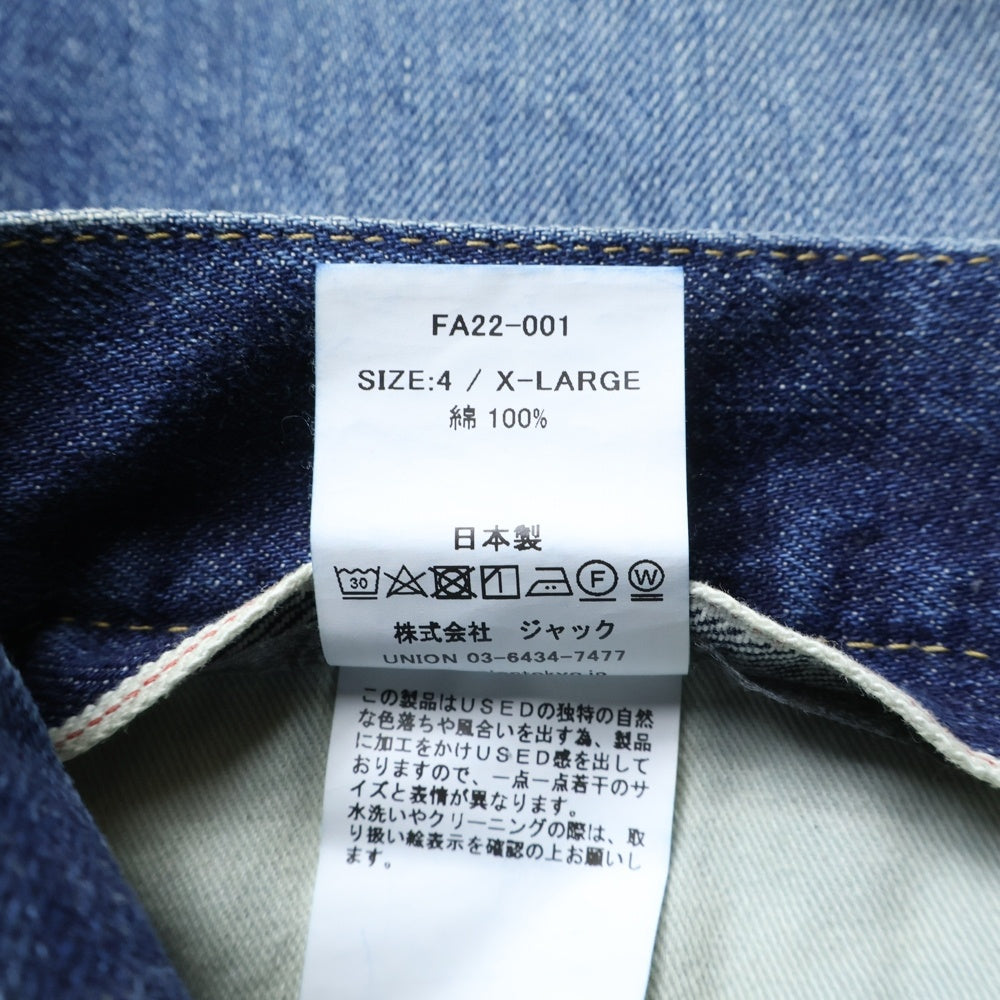 FA22-001
SIZE:4 / X-LARGE
綿 100%
日本製
30 F W
株式会社 ジャック
UNION 03-6434-7477
この製品はUSEDの独特の自然
な色落ちや風合いを出す為、製品
に加工をかけUSED感を出して
おりますので、一点一点若干のサ
イズと表情が異なります。
水洗いやクリーニングの際は、取
り扱い絵表示を確認の上お願いし
ます。